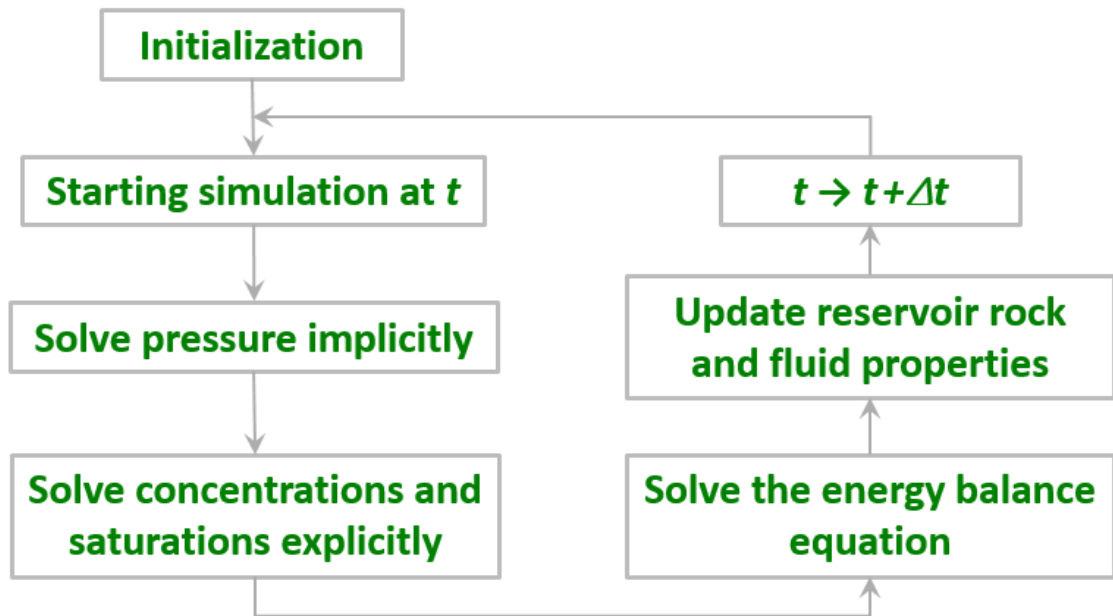 Initialization
Starting simulation at t
Solve pressure implicitly
Solve concentrations and
saturations explicitly
Solve the energy balance
equation
Update reservoir rock
and fluid properties
t → t+Δt